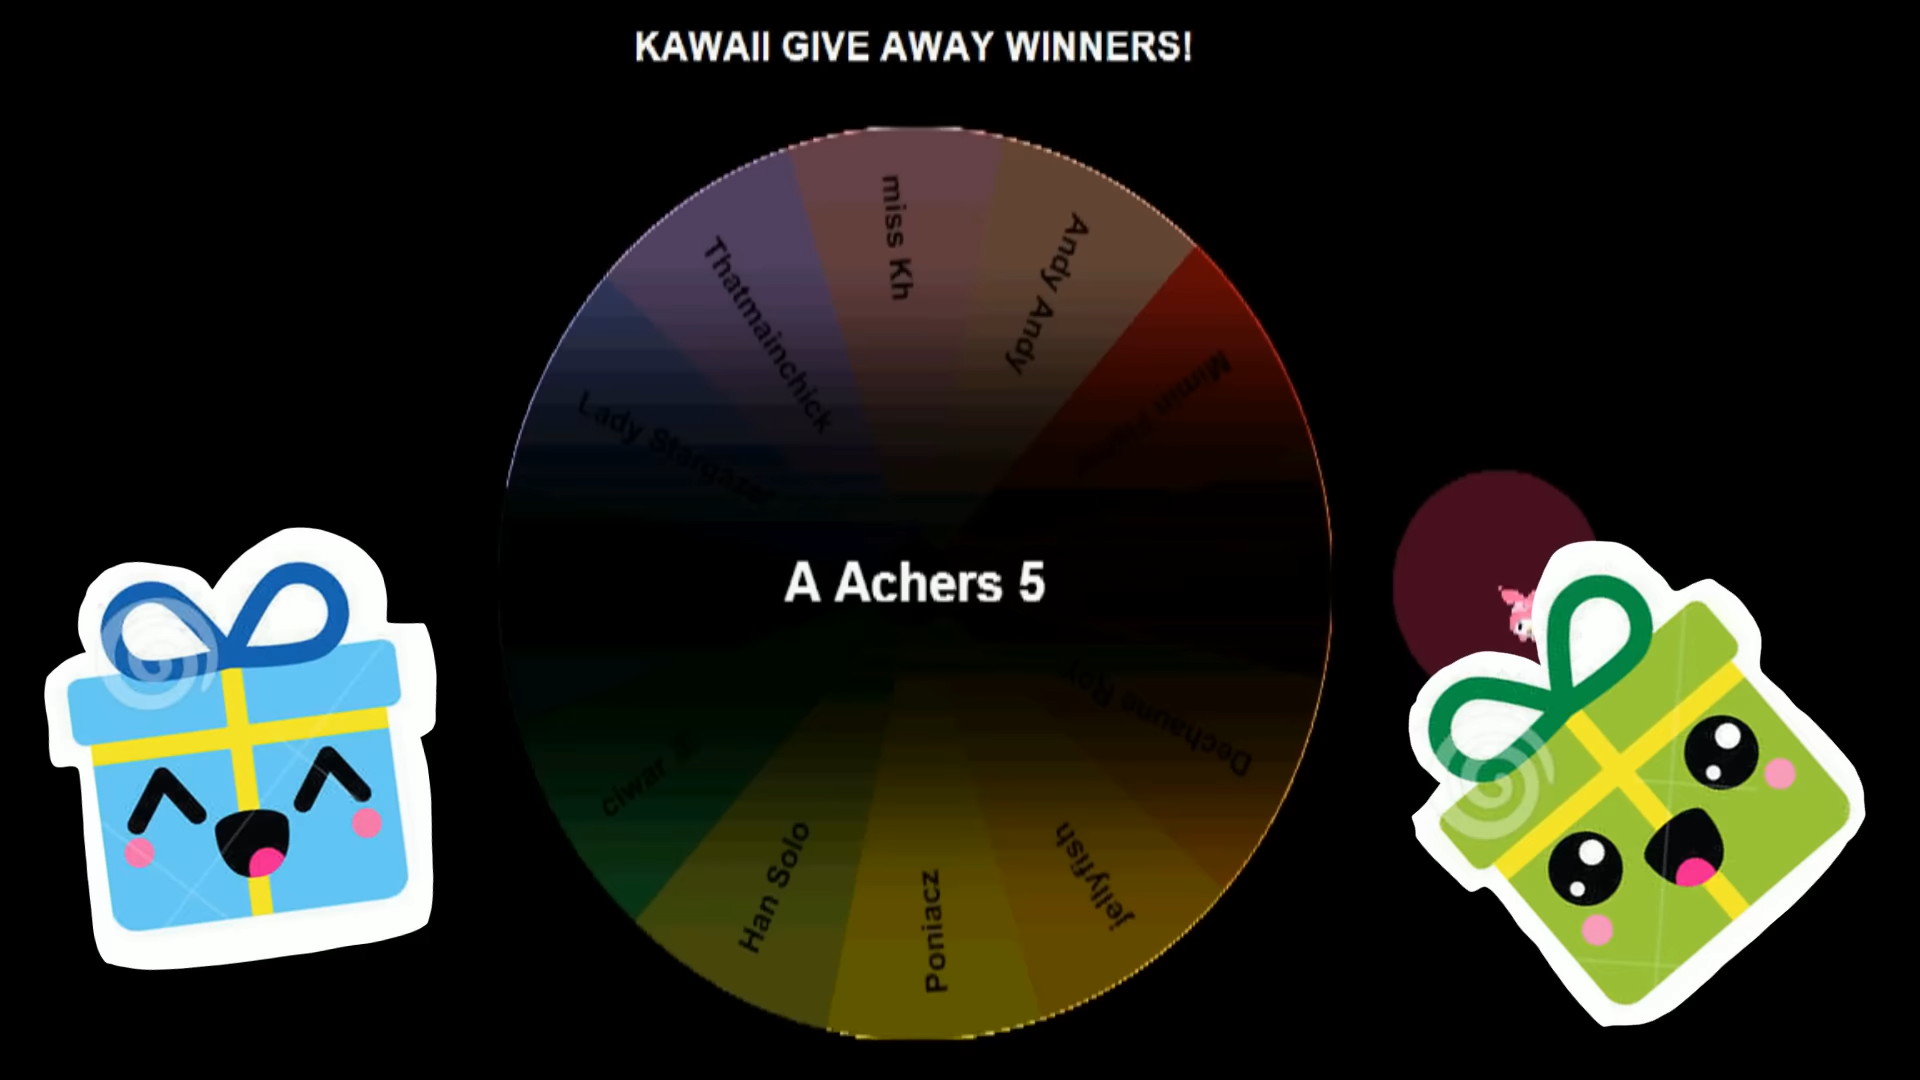 KAWAII GIVE AWAY WINNERS!
miss Kh
Andy Andy
Thatmainchick
Mimin
Lady Stargazer
A Achers 5
Dechaune Roy
ciwar
jellyfish
Han Solo
Poniacz